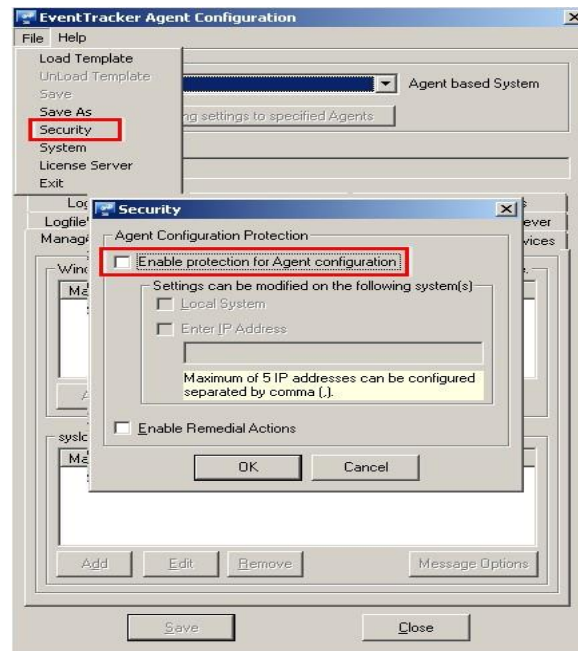 EventTracker Agent Configuration
File Help
Load Template
UnLoad Template
Save
Save As
Security
System
License Server
Exit
Agent based System
ng settings to specified Agents
Log
s
Logfile
ever
Manag
vices
Security
Agent Configuration Protection
Enable protection for Agent configuration
Settings can be modified on the following system(s)
Local System
Enter IP Address
Maximum of 5 IP addresses can be configured
separated by comma (,).
Enable Remedial Actions
OK Cancel
Wind
Ma
syslo
Ma
Add Edit Remove Message Options
Save Close